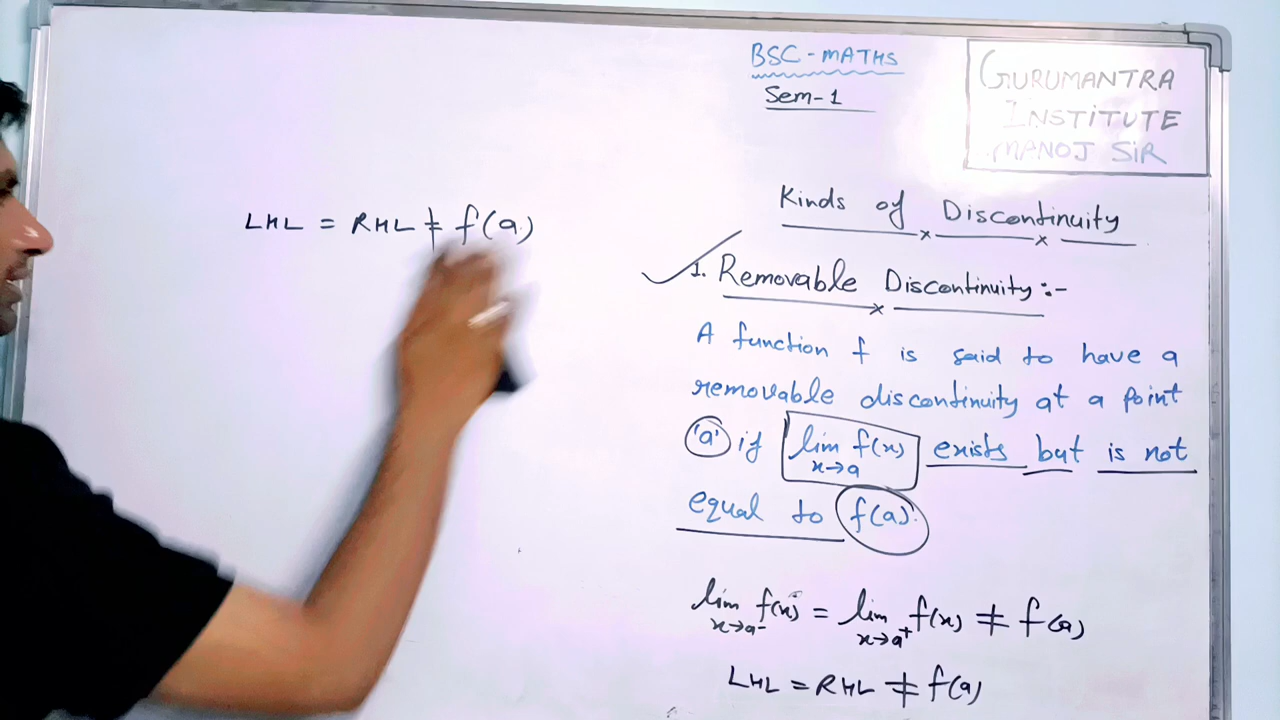 BSC-MATHS
Sem-1
GURUMANTRA
INSTITUTE
MANOJ SIR
LHL = RHL ≠ f(a)
Kinds of Discontinuity
1. Removable Discontinuity :-
A function f is said to have a
removable discontinuity at a point
'a' if lim x→a f(x) exists but is not
equal to f(a).
lim x→a⁻ f(x) = lim x→a⁺ f(x) ≠ f(a)
LHL = RHL ≠ f(a)